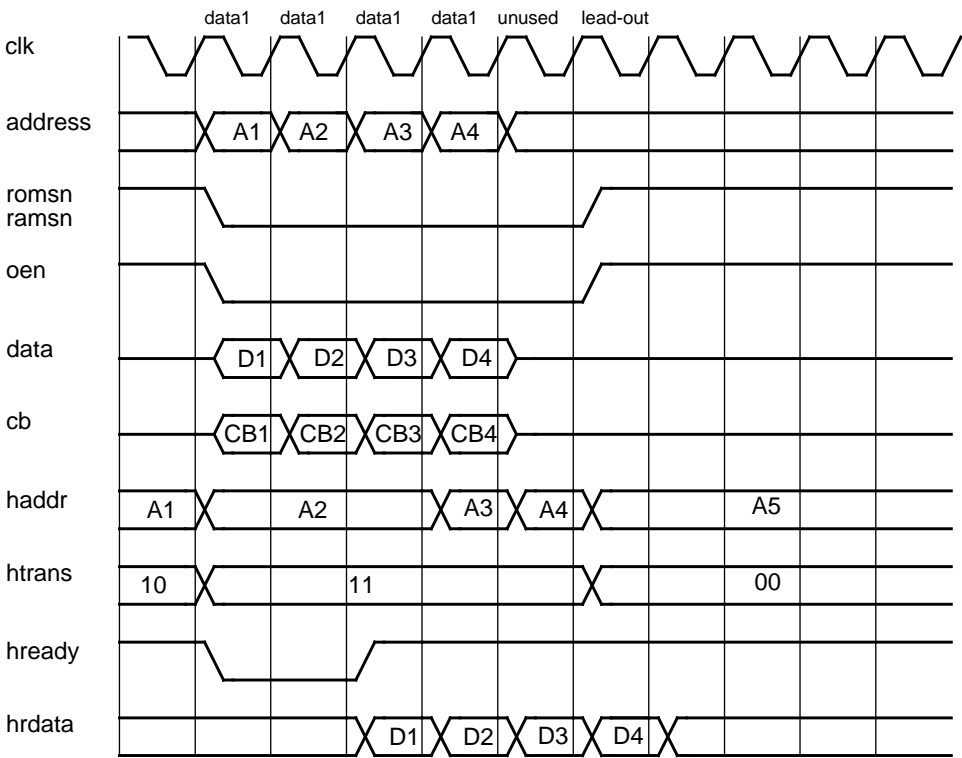 data1 data1 data1 data1 unused lead-out
clk
address A1 A2 A3 A4
romsn
ramsn
oen
data D1 D2 D3 D4
cb CB1 CB2 CB3 CB4
haddr A1 A2 A3 A4 A5
htrans 10 11 00
hready
hrdata D1 D2 D3 D4